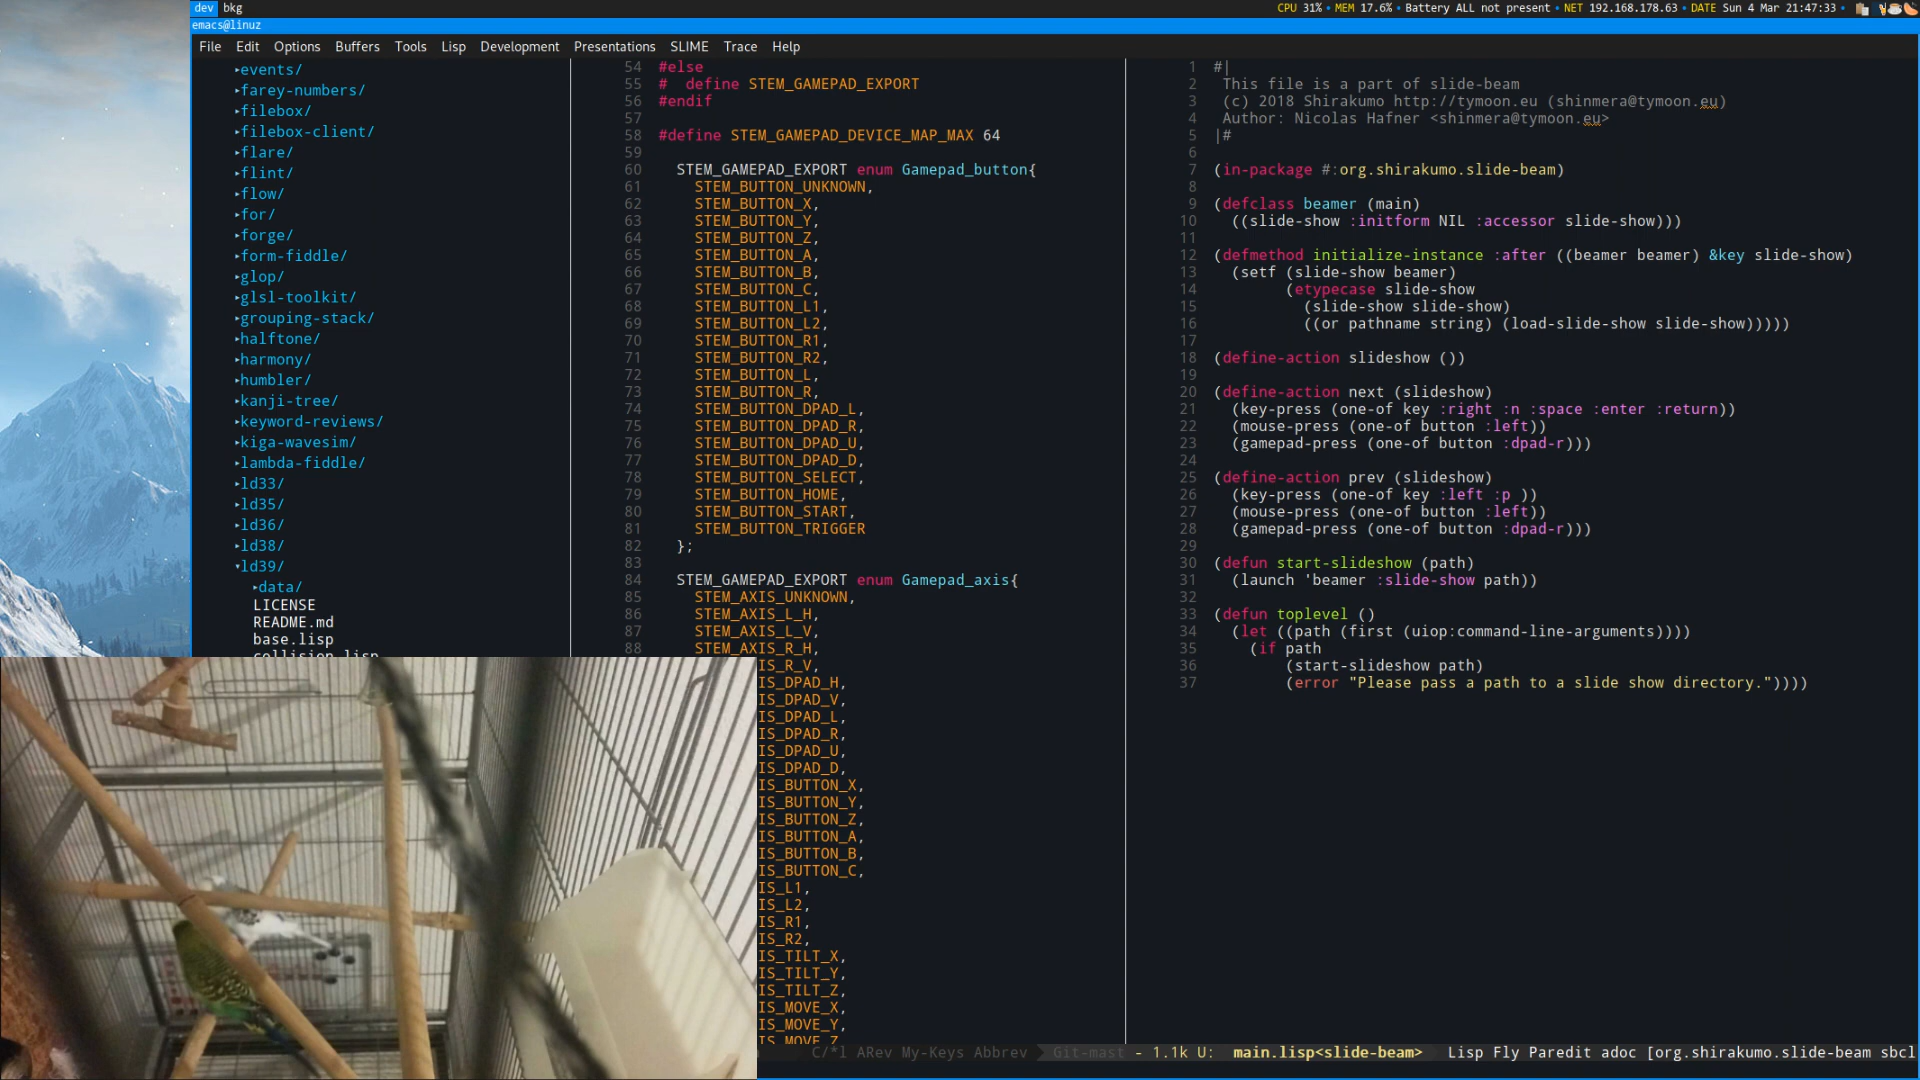 dev bkg
CPU 31% • MEM 17.6% • Battery ALL not present • NET 192.168.178.63 • DATE Sun 4 Mar 21:47:33 •
emacs@linuz
File Edit Options Buffers Tools Lisp Development Presentations SLIME Trace Help
▸events/
▸farey-numbers/
▸filebox/
▸filebox-client/
▸flare/
▸flint/
▸flow/
▸for/
▸forge/
▸form-fiddle/
▸glop/
▸glsl-toolkit/
▸grouping-stack/
▸halftone/
▸harmony/
▸humbler/
▸kanji-tree/
▸keyword-reviews/
▸kiga-wavesim/
▸lambda-fiddle/
▸ld33/
▸ld35/
▸ld36/
▸ld38/
▾ld39/
▸data/
LICENSE
README.md
base.lisp
collision.lisp
54 #else
55 #  define STEM_GAMEPAD_EXPORT
56 #endif
57
58 #define STEM_GAMEPAD_DEVICE_MAP_MAX 64
59
60   STEM_GAMEPAD_EXPORT enum Gamepad_button{
61     STEM_BUTTON_UNKNOWN,
62     STEM_BUTTON_X,
63     STEM_BUTTON_Y,
64     STEM_BUTTON_Z,
65     STEM_BUTTON_A,
66     STEM_BUTTON_B,
67     STEM_BUTTON_C,
68     STEM_BUTTON_L1,
69     STEM_BUTTON_L2,
70     STEM_BUTTON_R1,
71     STEM_BUTTON_R2,
72     STEM_BUTTON_L,
73     STEM_BUTTON_R,
74     STEM_BUTTON_DPAD_L,
75     STEM_BUTTON_DPAD_R,
76     STEM_BUTTON_DPAD_U,
77     STEM_BUTTON_DPAD_D,
78     STEM_BUTTON_SELECT,
79     STEM_BUTTON_HOME,
80     STEM_BUTTON_START,
81     STEM_BUTTON_TRIGGER
82   };
83
84   STEM_GAMEPAD_EXPORT enum Gamepad_axis{
85     STEM_AXIS_UNKNOWN,
86     STEM_AXIS_L_H,
87     STEM_AXIS_L_V,
88     STEM_AXIS_R_H,
IS_R_V,
IS_DPAD_H,
IS_DPAD_V,
IS_DPAD_L,
IS_DPAD_R,
IS_DPAD_U,
IS_DPAD_D,
IS_BUTTON_X,
IS_BUTTON_Y,
IS_BUTTON_Z,
IS_BUTTON_A,
IS_BUTTON_B,
IS_BUTTON_C,
IS_L1,
IS_L2,
IS_R1,
IS_R2,
IS_TILT_X,
IS_TILT_Y,
IS_TILT_Z,
IS_MOVE_X,
IS_MOVE_Y,
IS_MOVE_Z
C/*l ARev My-Keys Abbrev Git-mast
1 #|
2  This file is a part of slide-beam
3  (c) 2018 Shirakumo http://tymoon.eu (shinmera@tymoon.eu)
4  Author: Nicolas Hafner <shinmera@tymoon.eu>
5 |#
6
7 (in-package #:org.shirakumo.slide-beam)
8
9 (defclass beamer (main)
10   ((slide-show :initform NIL :accessor slide-show)))
11
12 (defmethod initialize-instance :after ((beamer beamer) &key slide-show)
13   (setf (slide-show beamer)
14         (etypecase slide-show
15           (slide-show slide-show)
16           ((or pathname string) (load-slide-show slide-show)))))
17
18 (define-action slideshow ())
19
20 (define-action next (slideshow)
21   (key-press (one-of key :right :n :space :enter :return))
22   (mouse-press (one-of button :left))
23   (gamepad-press (one-of button :dpad-r)))
24
25 (define-action prev (slideshow)
26   (key-press (one-of key :left :p ))
27   (mouse-press (one-of button :left))
28   (gamepad-press (one-of button :dpad-r)))
29
30 (defun start-slideshow (path)
31   (launch 'beamer :slide-show path))
32
33 (defun toplevel ()
34   (let ((path (first (uiop:command-line-arguments))))
35     (if path
36         (start-slideshow path)
37         (error "Please pass a path to a slide show directory."))))
- 1.1k U:  main.lisp<slide-beam>   Lisp Fly Paredit adoc [org.shirakumo.slide-beam sbcl